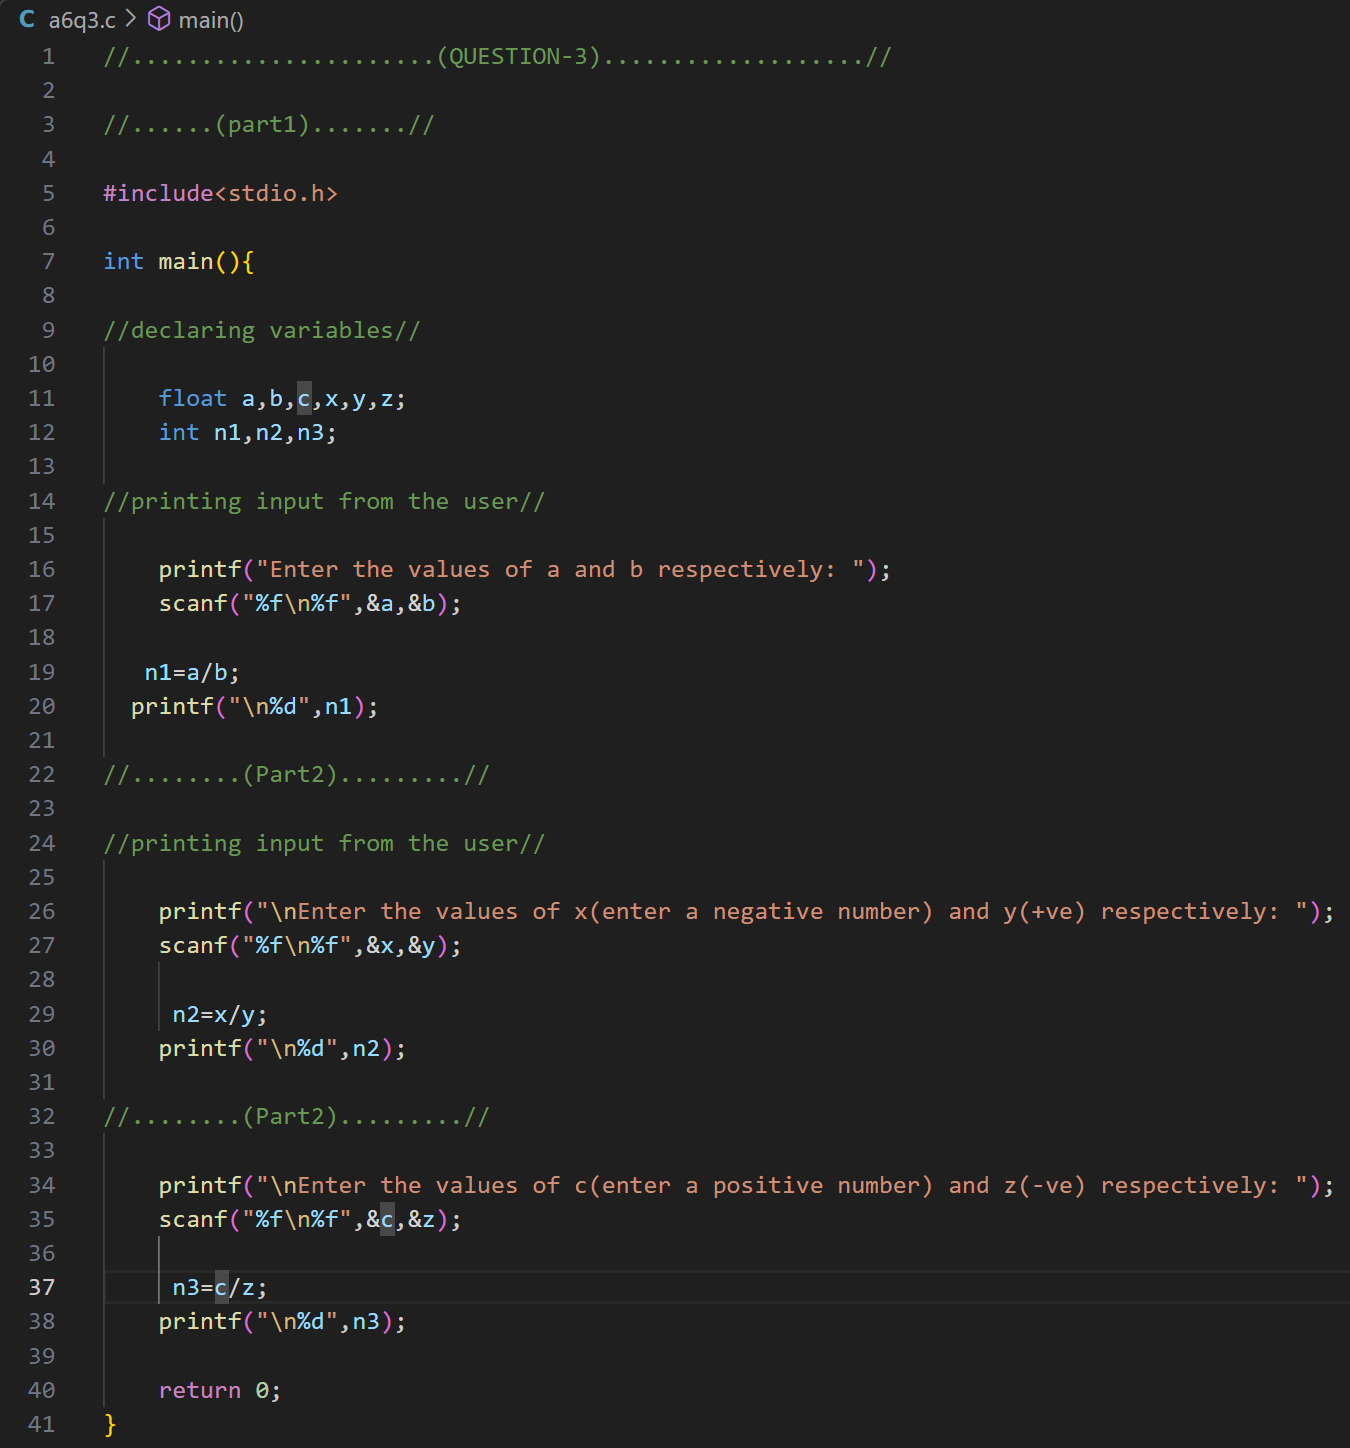 C a6q3.c > main()
1 //......................(QUESTION-3)...................//
2
3 //......(part1).......//
4
5 #include<stdio.h>
6
7 int main(){
8
9 //declaring variables//
10
11     float a,b,c,x,y,z;
12     int n1,n2,n3;
13
14 //printing input from the user//
15
16     printf("Enter the values of a and b respectively: ");
17     scanf("%f\n%f",&a,&b);
18
19    n1=a/b;
20   printf("\n%d",n1);
21
22 //........(Part2).........//
23
24 //printing input from the user//
25
26     printf("\nEnter the values of x(enter a negative number) and y(+ve) respectively: ");
27     scanf("%f\n%f",&x,&y);
28
29      n2=x/y;
30     printf("\n%d",n2);
31
32 //........(Part2).........//
33
34     printf("\nEnter the values of c(enter a positive number) and z(-ve) respectively: ");
35     scanf("%f\n%f",&c,&z);
36
37      n3=c/z;
38     printf("\n%d",n3);
39
40     return 0;
41 }